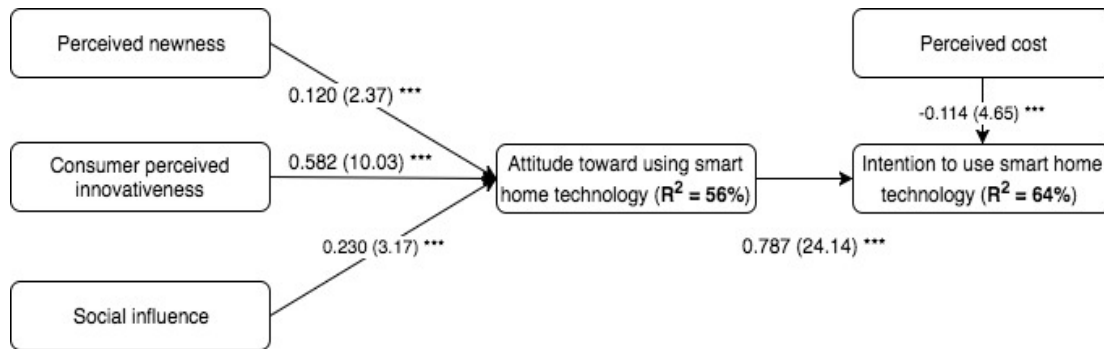 Perceived newness
Perceived cost
0.120 (2.37) ***
-0.114 (4.65) ***
Consumer perceived
innovativeness
0.582 (10.03) ***
Attitude toward using smart
home technology (R² = 56%)
Intention to use smart home
technology (R² = 64%)
0.230 (3.17) ***
0.787 (24.14) ***
Social influence